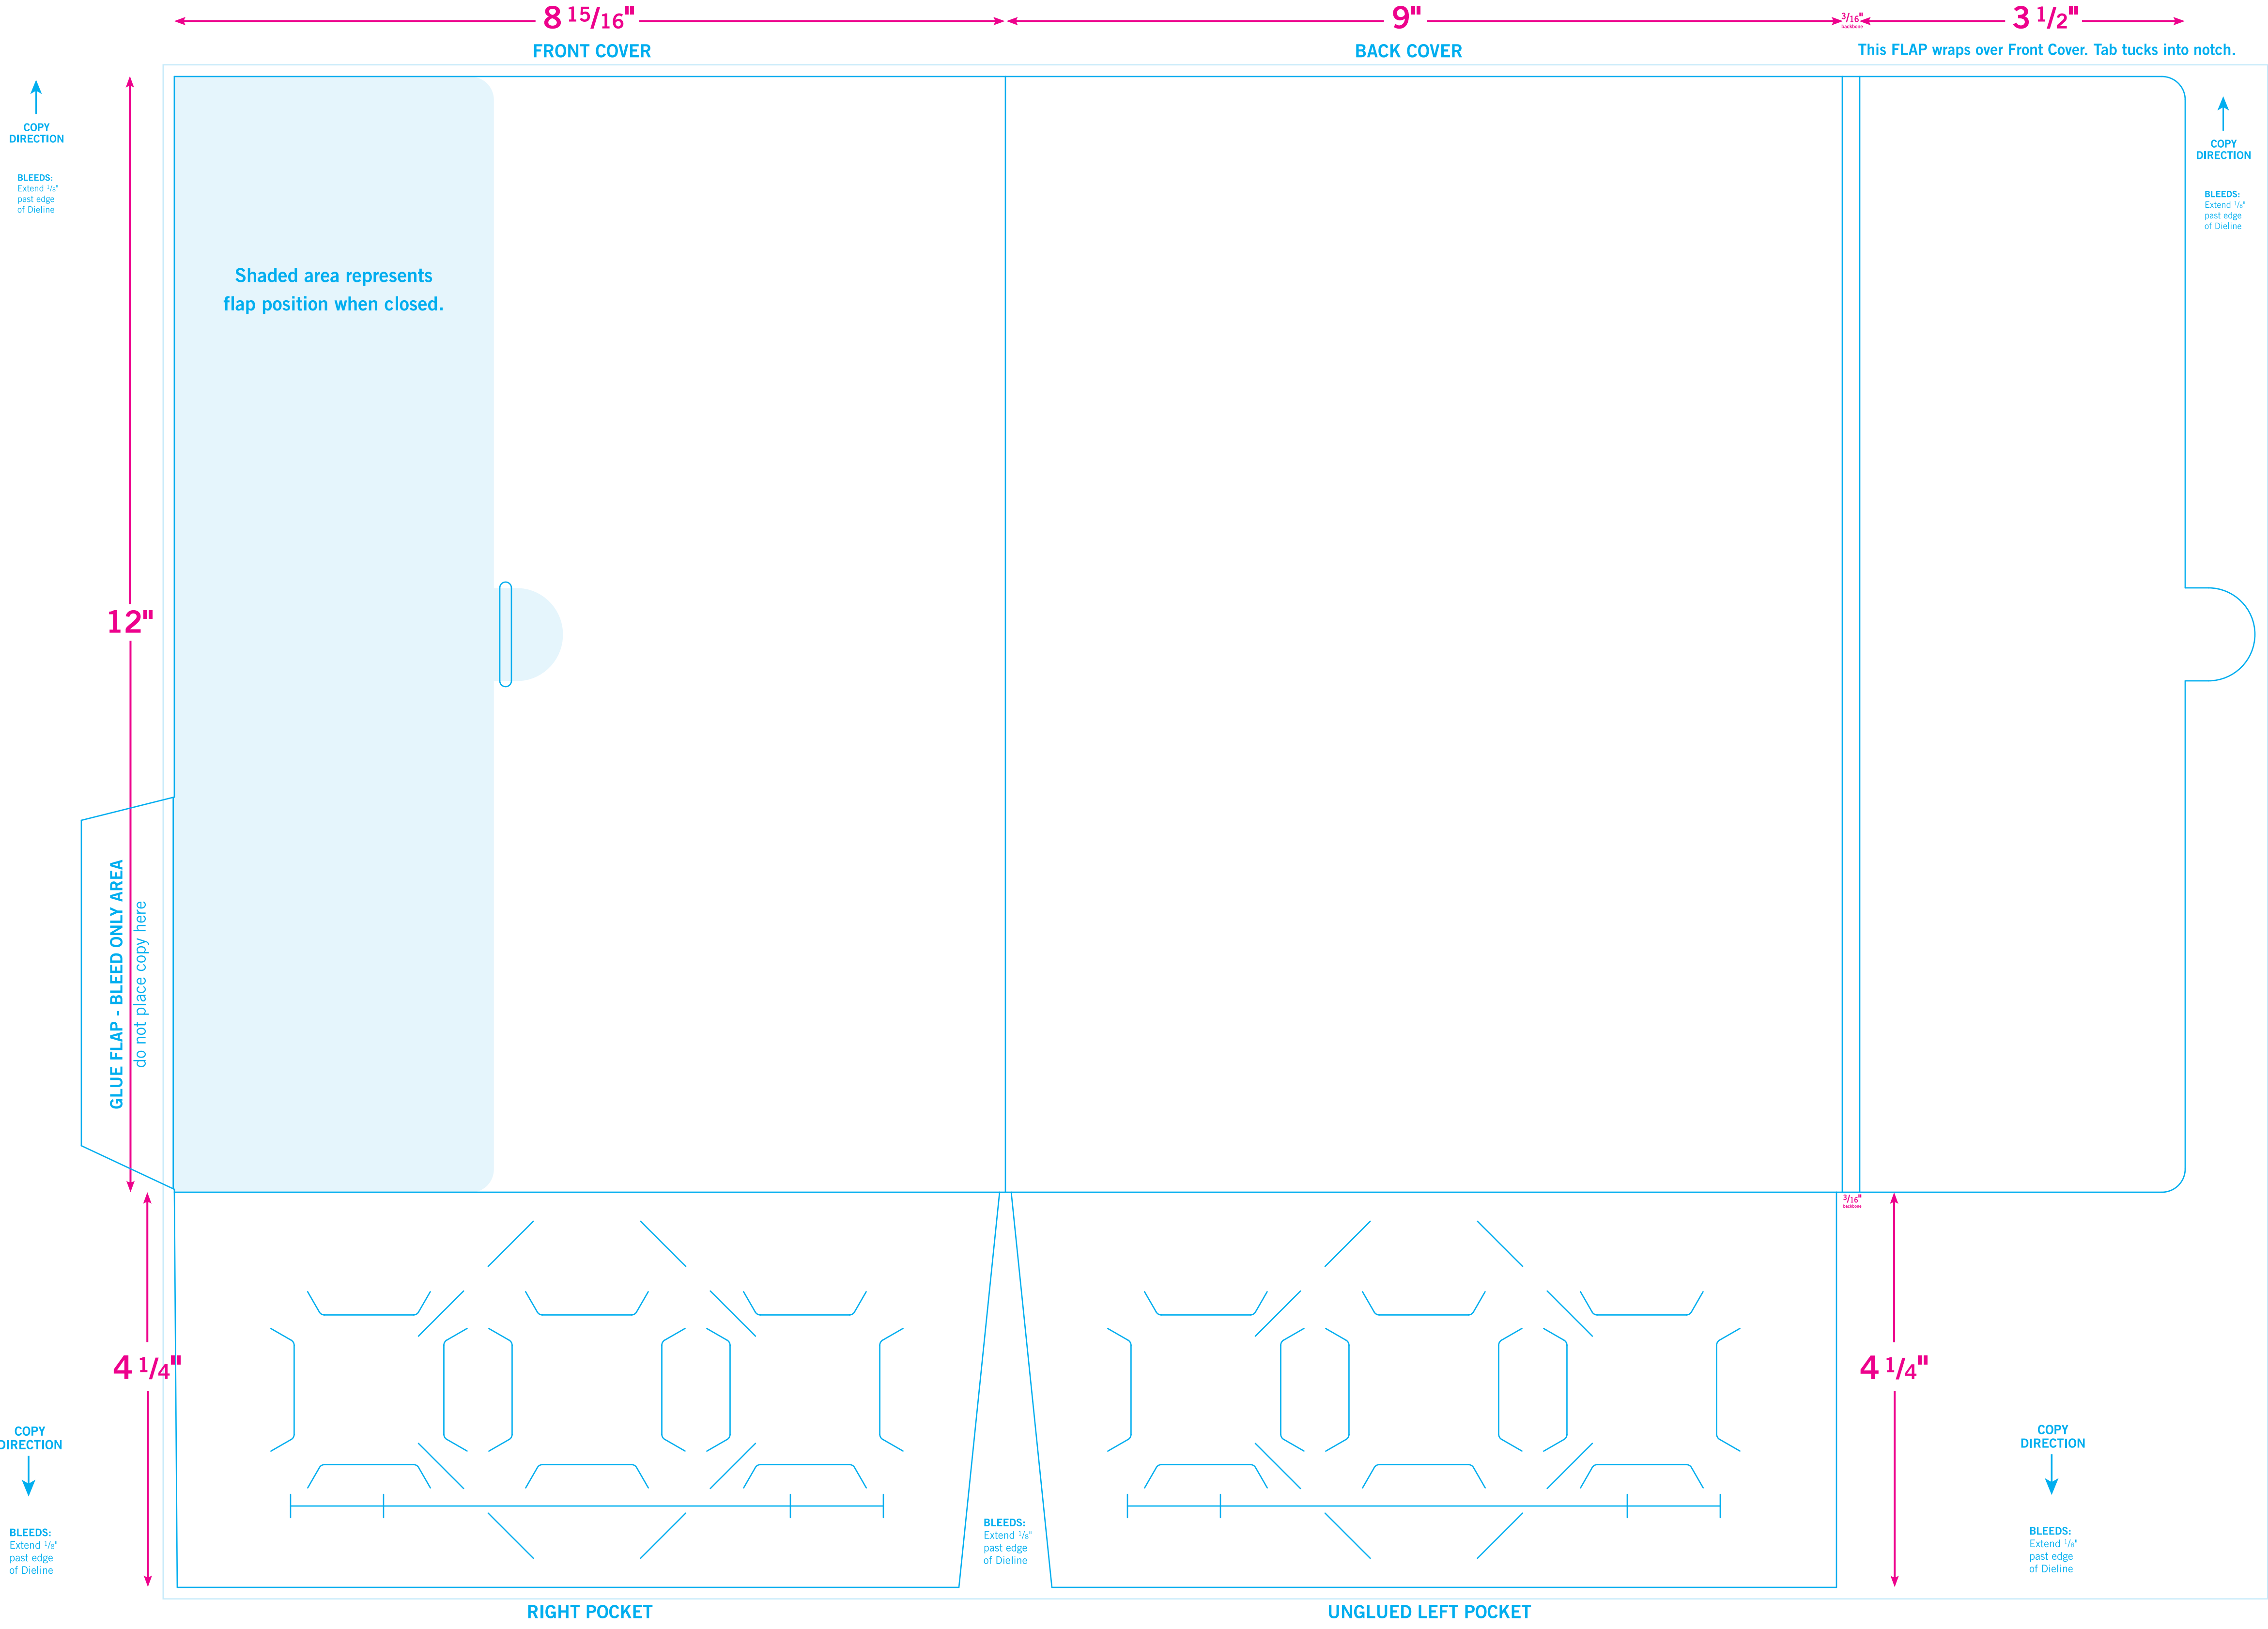 8 15/16"
9"
3/16"
backbone
3 1/2"
FRONT COVER
BACK COVER
This FLAP wraps over Front Cover. Tab tucks into notch.
COPY
DIRECTION
BLEEDS:
Extend 1/8"
past edge
of Dieline
COPY
DIRECTION
BLEEDS:
Extend 1/8"
past edge
of Dieline
Shaded area represents
flap position when closed.
12"
GLUE FLAP - BLEED ONLY AREA
do not place copy here
3/16"
backbone
4 1/4"
4 1/4"
COPY
DIRECTION
BLEEDS:
Extend 1/8"
past edge
of Dieline
BLEEDS:
Extend 1/8"
past edge
of Dieline
COPY
DIRECTION
BLEEDS:
Extend 1/8"
past edge
of Dieline
RIGHT POCKET
UNGLUED LEFT POCKET